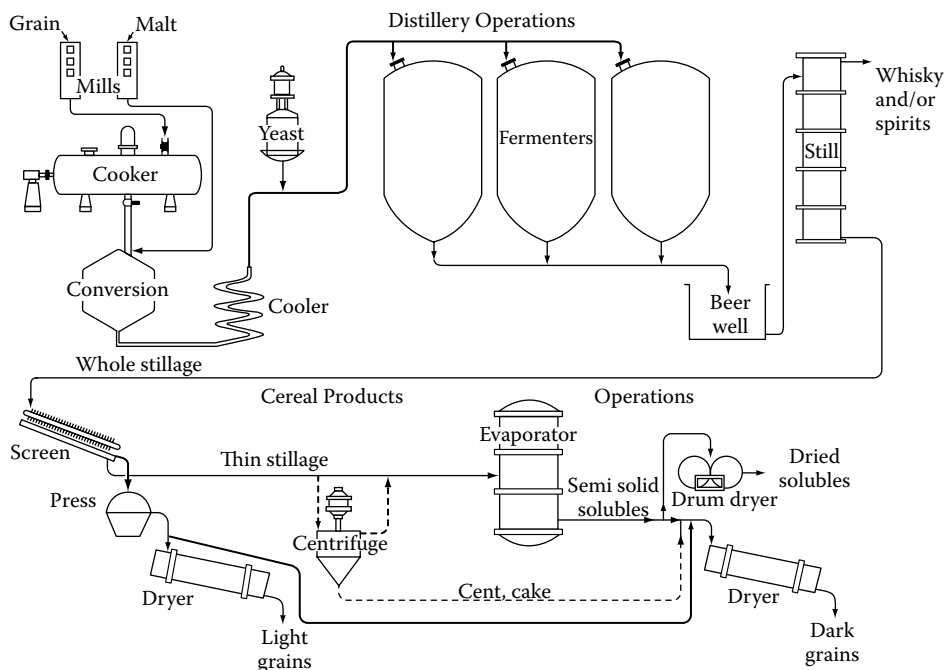 Distillery Operations
Grain
Malt
Mills
Yeast
Cooker
Fermenters
Still
Whisky
and/or
spirits
Conversion
Cooler
Beer
well
Whole stillage
Cereal Products
Operations
Screen
Thin stillage
Evaporator
Press
Semi solid
solubles
Drum dryer
Dried
solubles
Centrifuge
Cent, cake
Dryer
Light
grains
Dryer
Dark
grains